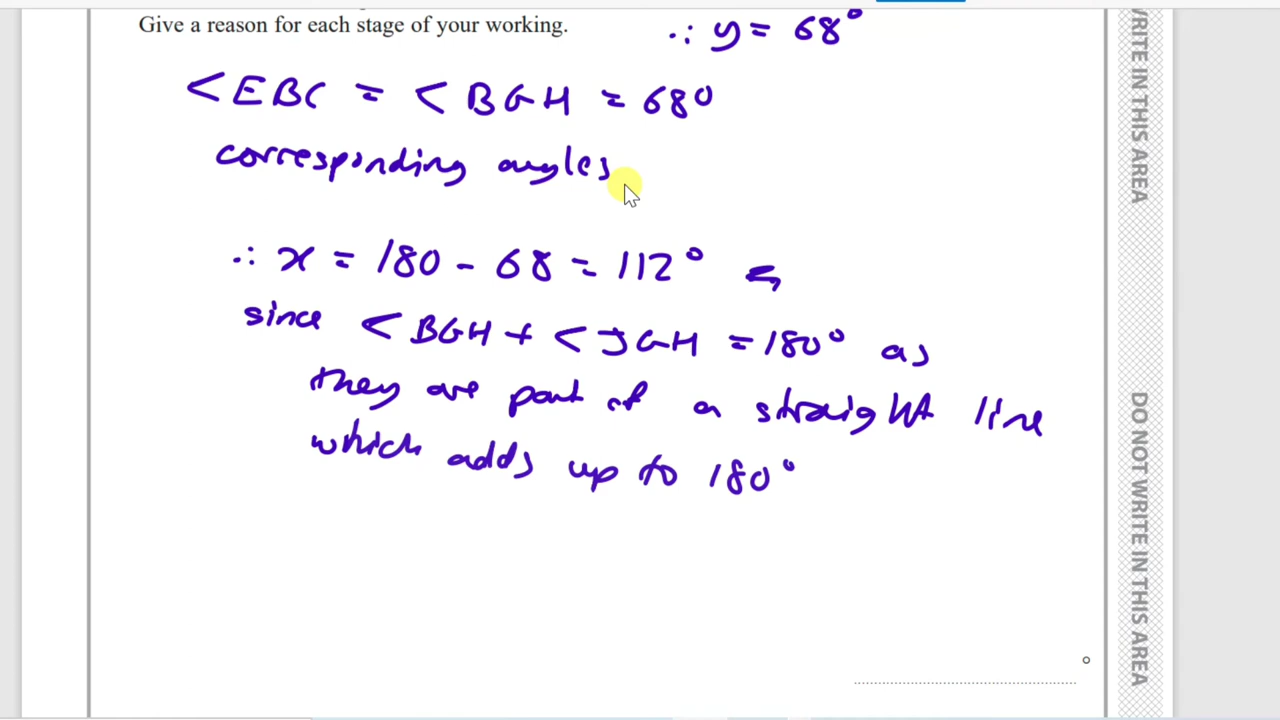 Give a reason for each stage of your working.
∴ y = 68°
<EBC = <BGH = 680
corresponding angles
∴ x = 180 - 68 = 112°
since <BGH + <JGH = 180° as
they are part of a straight line
which adds up to 180°
°
WRITE IN THIS AREA
DO NOT WRITE IN THIS AREA